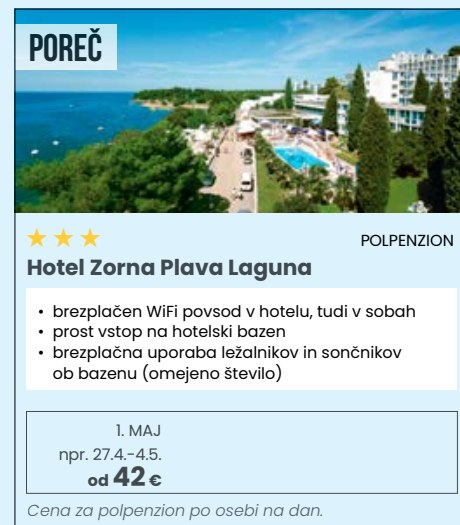 POREČ
POLPENZION
Hotel Zorna Plava Laguna
• brezplačen WiFi povsod v hotelu, tudi v sobah
• prost vstop na hotelski bazen
• brezplačna uporaba ležalnikov in sončnikov
ob bazenu (omejeno število)
1. MAJ
npr. 27.4.-4.5.
od 42 €
Cena za polpenzion po osebi na dan.